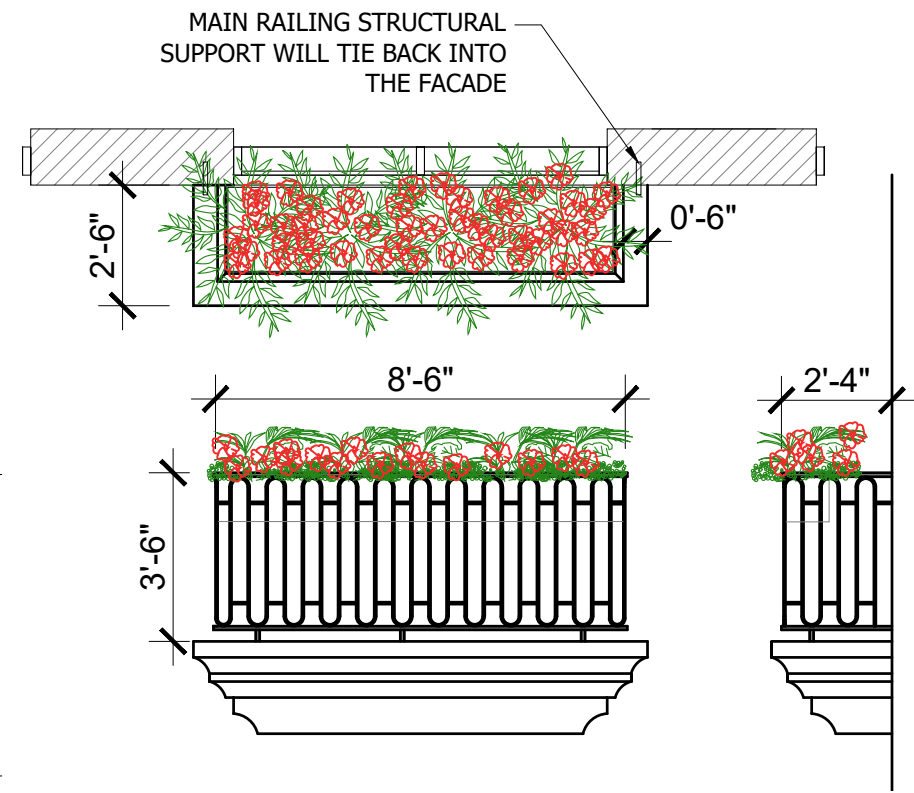 MAIN RAILING STRUCTURAL
SUPPORT WILL TIE BACK INTO
THE FACADE
0'-6"
2'-6"
8'-6"
2'-4"
3'-6"